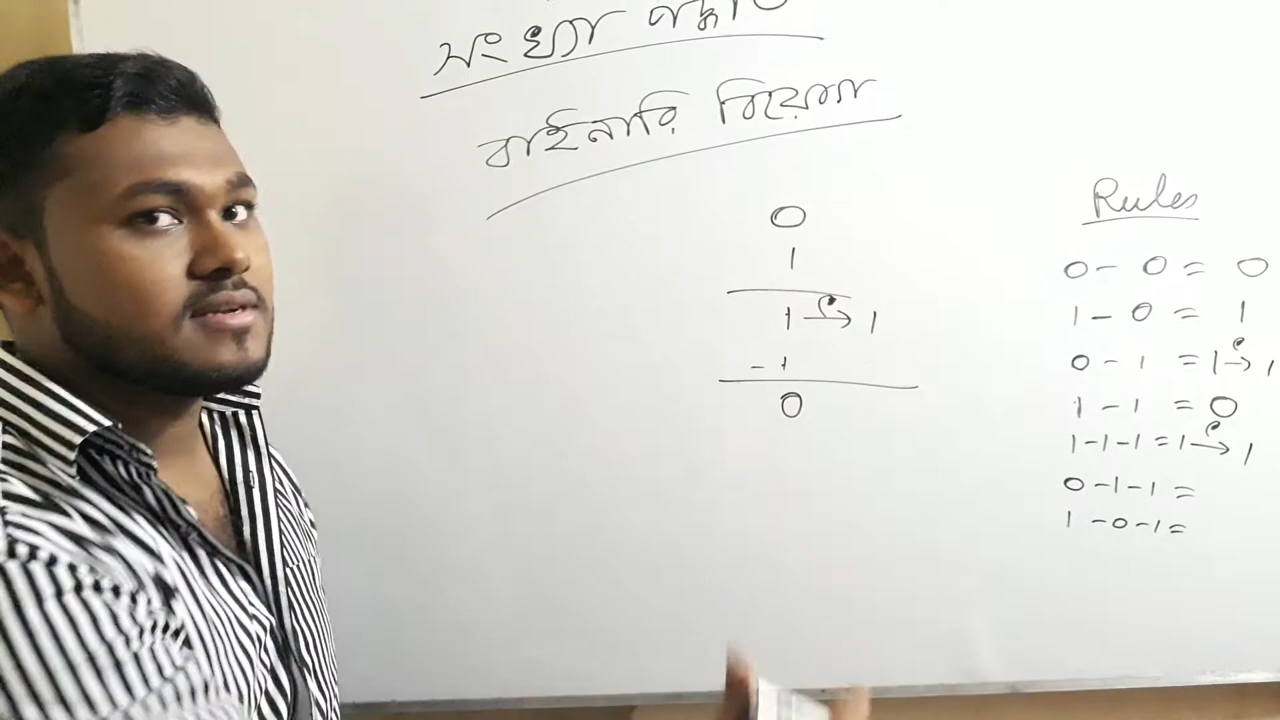 সংখ্যা পদ্ধতি
বাইনারি বিয়োগ
0
1
1 → 1
- 1
0
Rules
0 - 0 = 0
1 - 0 = 1
0 - 1 = 1 → 1
1 - 1 = 0
1 - 1 - 1 = 1 → 1
0 - 1 - 1 =
1 - 0 - 1 =